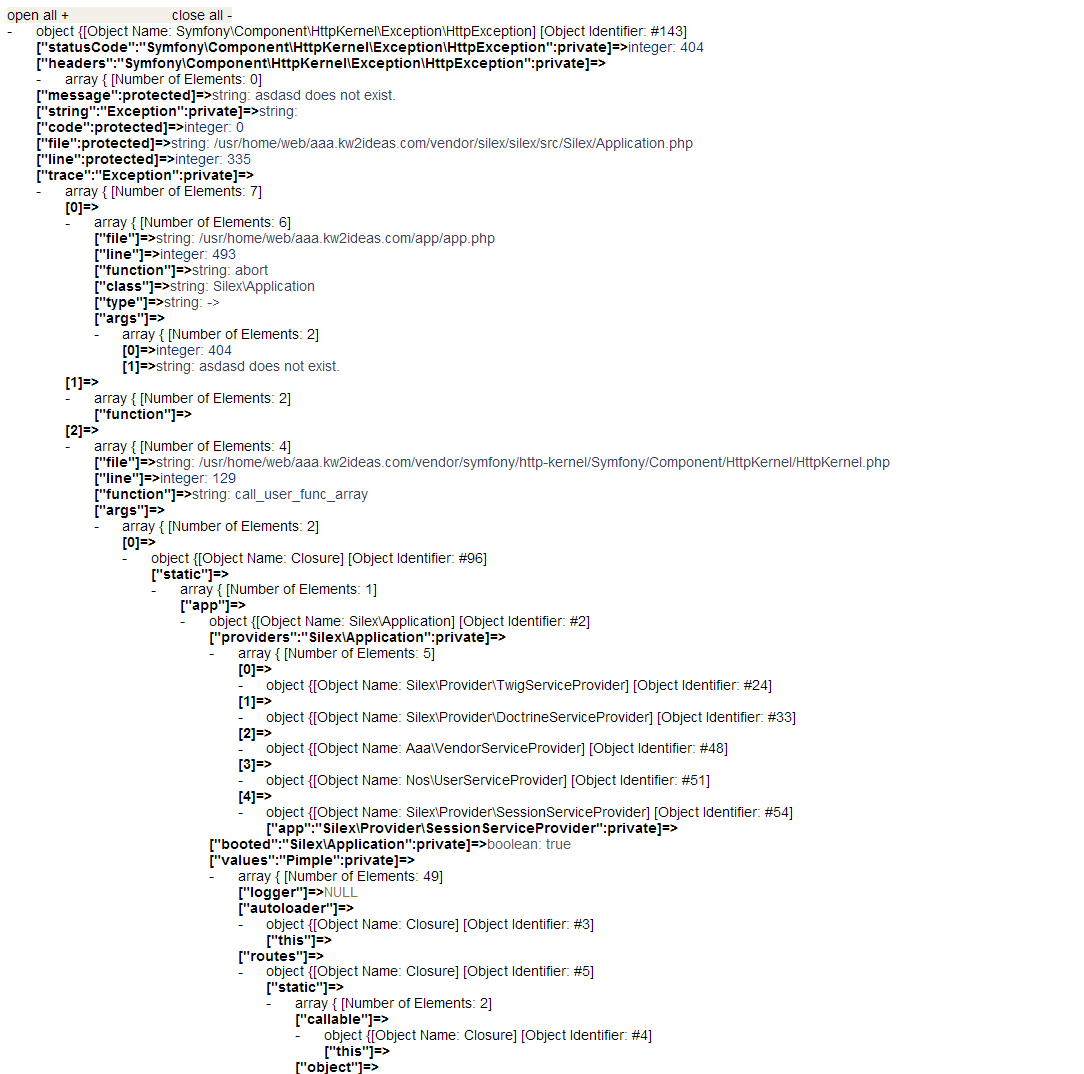 open all + close all -
- object {[Object Name: Symfony\Component\HttpKernel\Exception\HttpException] [Object Identifier: #143]
["statusCode":"Symfony\Component\HttpKernel\Exception\HttpException":private]=>integer: 404
["headers":"Symfony\Component\HttpKernel\Exception\HttpException":private]=>
- array { [Number of Elements: 0]
["message":protected]=>string: asdasd does not exist.
["string":"Exception":private]=>string:
["code":protected]=>integer: 0
["file":protected]=>string: /usr/home/web/aaa.kw2ideas.com/vendor/silex/silex/src/Silex/Application.php
["line":protected]=>integer: 335
["trace":"Exception":private]=>
- array { [Number of Elements: 7]
[0]=>
- array { [Number of Elements: 6]
["file"]=>string: /usr/home/web/aaa.kw2ideas.com/app/app.php
["line"]=>integer: 493
["function"]=>string: abort
["class"]=>string: Silex\Application
["type"]=>string: ->
["args"]=>
- array { [Number of Elements: 2]
[0]=>integer: 404
[1]=>string: asdasd does not exist.
[1]=>
- array { [Number of Elements: 2]
["function"]=>
[2]=>
- array { [Number of Elements: 4]
["file"]=>string: /usr/home/web/aaa.kw2ideas.com/vendor/symfony/http-kernel/Symfony/Component/HttpKernel/HttpKernel.php
["line"]=>integer: 129
["function"]=>string: call_user_func_array
["args"]=>
- array { [Number of Elements: 2]
[0]=>
- object {[Object Name: Closure] [Object Identifier: #96]
["static"]=>
- array { [Number of Elements: 1]
["app"]=>
- object {[Object Name: Silex\Application] [Object Identifier: #2]
["providers":"Silex\Application":private]=>
- array { [Number of Elements: 5]
[0]=>
- object {[Object Name: Silex\Provider\TwigServiceProvider] [Object Identifier: #24]
[1]=>
- object {[Object Name: Silex\Provider\DoctrineServiceProvider] [Object Identifier: #33]
[2]=>
- object {[Object Name: Aaa\VendorServiceProvider] [Object Identifier: #48]
[3]=>
- object {[Object Name: Nos\UserServiceProvider] [Object Identifier: #51]
[4]=>
- object {[Object Name: Silex\Provider\SessionServiceProvider] [Object Identifier: #54]
["app":"Silex\Provider\SessionServiceProvider":private]=>
["booted":"Silex\Application":private]=>boolean: true
["values":"Pimple":private]=>
- array { [Number of Elements: 49]
["logger"]=>NULL
["autoloader"]=>
- object {[Object Name: Closure] [Object Identifier: #3]
["this"]=>
["routes"]=>
- object {[Object Name: Closure] [Object Identifier: #5]
["static"]=>
- array { [Number of Elements: 2]
["callable"]=>
- object {[Object Name: Closure] [Object Identifier: #4]
["this"]=>
["object"]=>